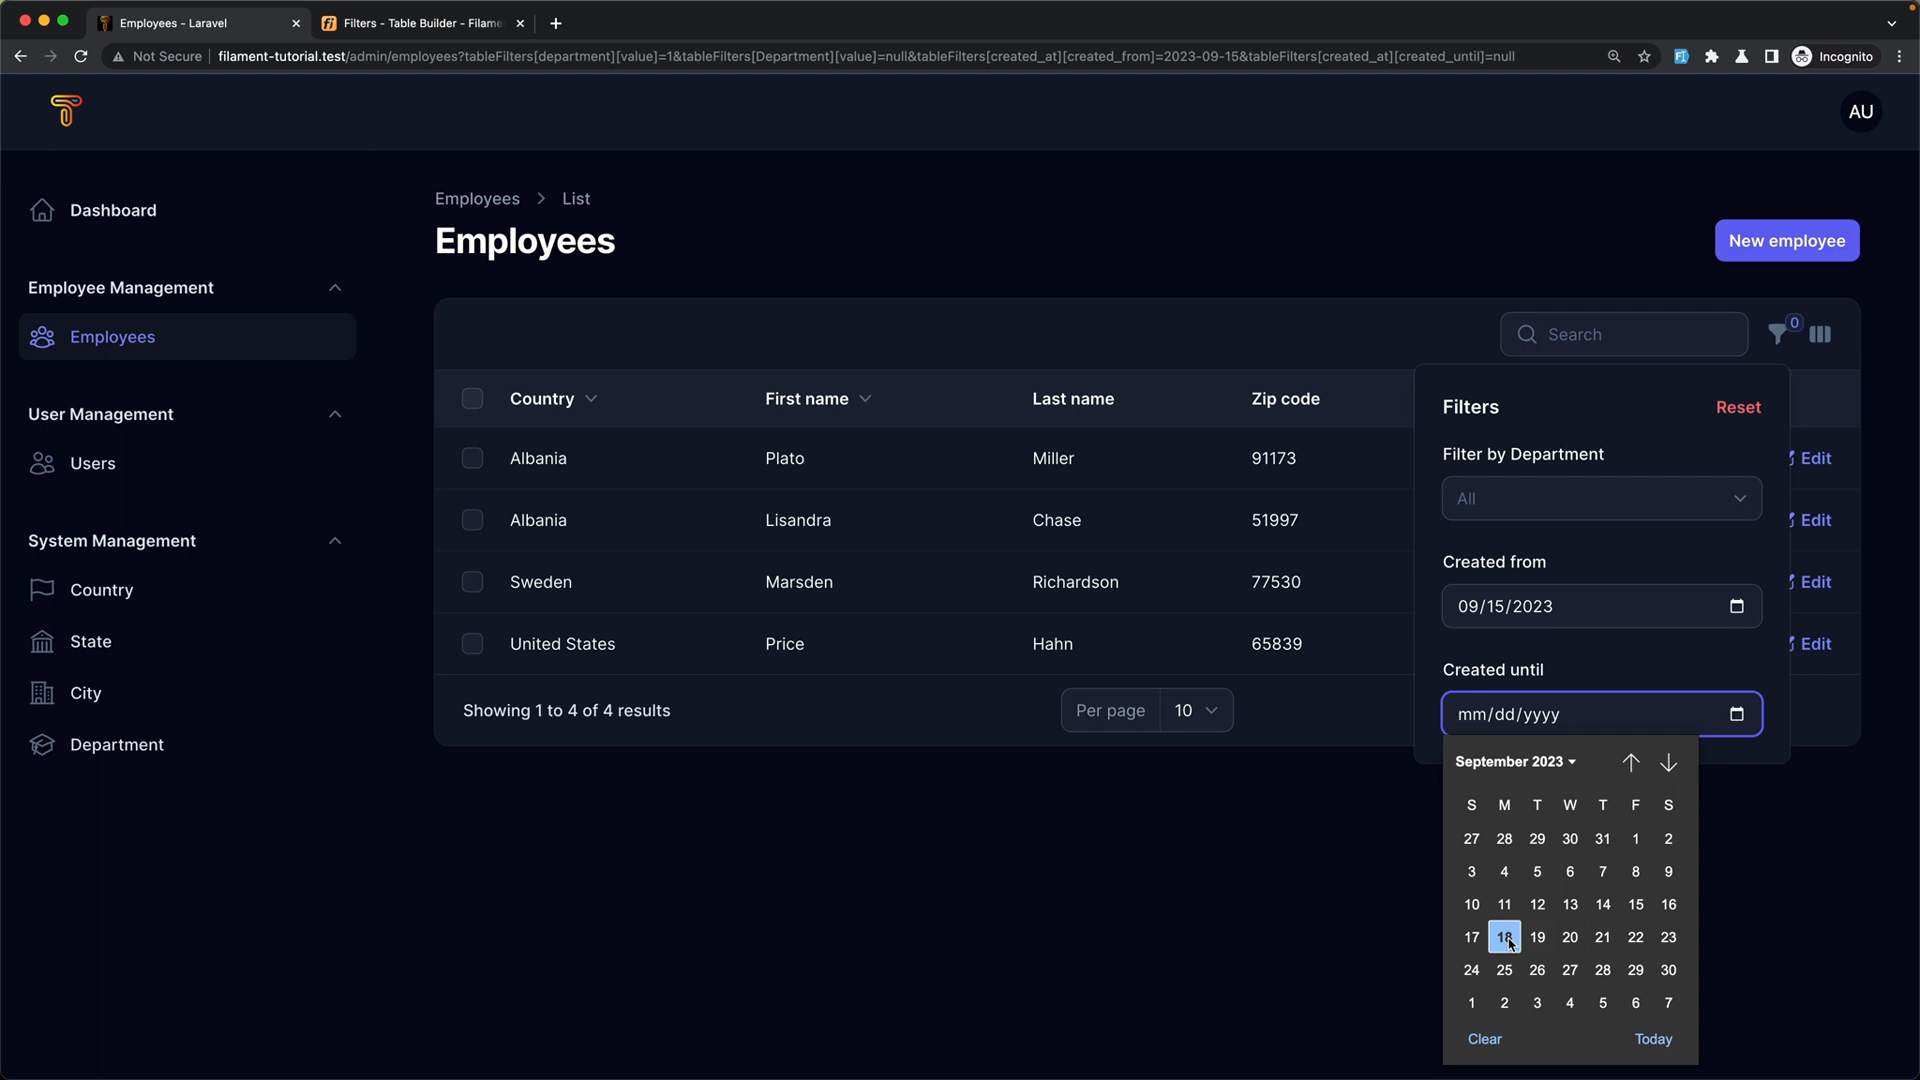 Employees - Laravel
Filters - Table Builder - Filame
Not Secure
filament-tutorial.test/admin/employees?tableFilters[department][value]=1&tableFilters[Department][value]=null&tableFilters[created_at][created_from]=2023-09-15&tableFilters[created_at][created_until]=null
Incognito
AU
Dashboard
Employee Management
Employees
User Management
Users
System Management
Country
State
City
Department
Employees > List
Employees
New employee
Search
0
Country First name Last name Zip code
Albania Plato Miller 91173 Edit
Albania Lisandra Chase 51997 Edit
Sweden Marsden Richardson 77530 Edit
United States Price Hahn 65839 Edit
Showing 1 to 4 of 4 results
Per page 10
Filters Reset
Filter by Department
All
Created from
09/15/2023
Created until
mm/dd/yyyy
September 2023
S M T W T F S
27 28 29 30 31 1 2
3 4 5 6 7 8 9
10 11 12 13 14 15 16
17 18 19 20 21 22 23
24 25 26 27 28 29 30
1 2 3 4 5 6 7
Clear Today